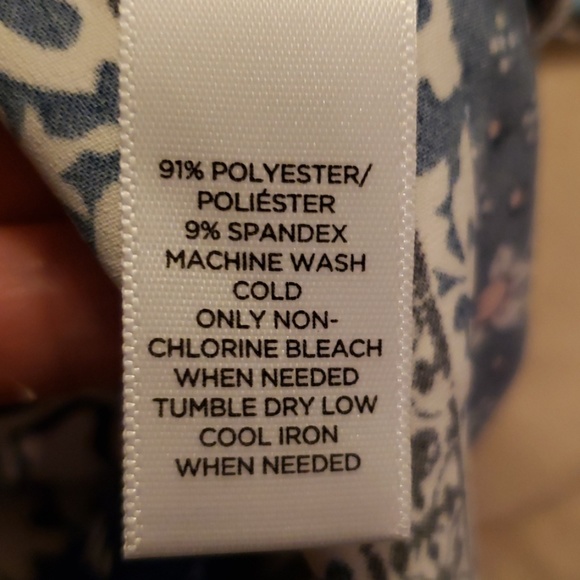 91% POLYESTER/
POLIÉSTER
9% SPANDEX
MACHINE WASH
COLD
ONLY NON-
CHLORINE BLEACH
WHEN NEEDED
TUMBLE DRY LOW
COOL IRON
WHEN NEEDED